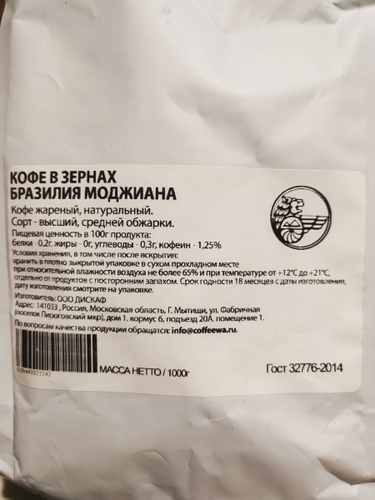 КОФЕ В ЗЕРНАХ
БРАЗИЛИЯ МОДЖИАНА
Кофе жареный, натуральный.
Сорт - высший, средней обжарки.
Пищевая ценность в 100г продукта:
белки - 0.2г. жиры - 0г, углеводы - 0,3г, кофеин - 1,25%
Условия хранения, в том числе после вскрытия:
хранить в плотно закрытой упаковке в сухом прохладном месте
при относительной влажности воздуха не более 65% и при температуре от +12°С до +21°С,
отдельно от продуктов с посторонним запахом. Срок годности 18 месяцев с даты изготовления,
дату изготовления смотрите на упаковке.
Изготовитель: ООО ДИСКАФ
Адрес: 141033 , Россия, Московская область, Г. Мытищи, ул. Фабричная
(поселок Пироговский мкр), дом 1. корпус 6, подъезд 20А. помещение 1.
По вопросам качества продукции обращатся: info@coffeewa.ru.
МАССА НЕТТО / 1000г
Гост 32776-2014